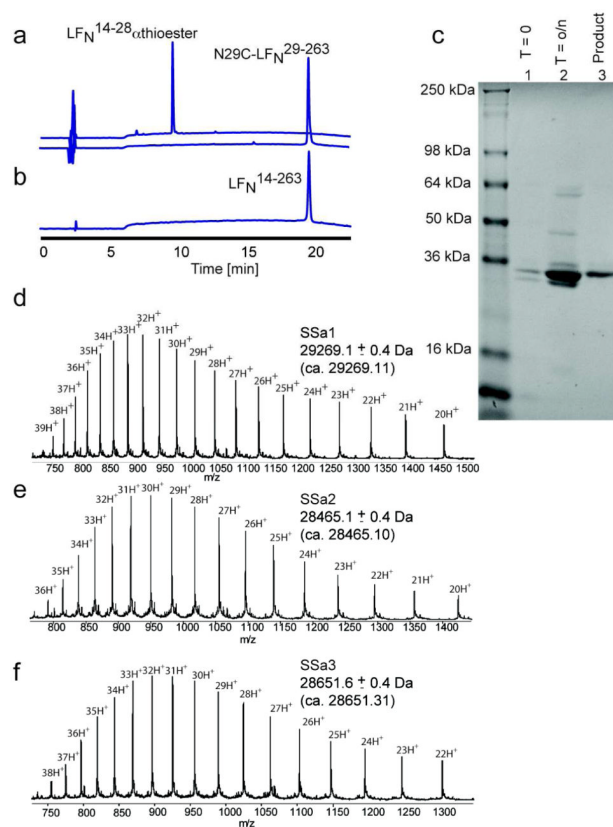 a
LFN14-28αthioester
N29C-LFN29-263
b
LFN14-263
0 5 10 15 20
Time [min]
c
T = 0
T = o/n
Product
1 2 3
250 kDa
98 kDa
64 kDa
50 kDa
36 kDa
16 kDa
d
SSa1
29269.1 ± 0.4 Da
(ca. 29269.11)
39H+ 38H+ 37H+ 36H+ 35H+ 34H+ 33H+ 32H+ 31H+ 30H+ 29H+ 28H+ 27H+ 26H+ 25H+ 24H+ 23H+ 22H+ 21H+ 20H+
750 800 850 900 950 1000 1050 1100 1150 1200 1250 1300 1350 1400 1450 1500
m/z
e
SSa2
28465.1 ± 0.4 Da
(ca. 28465.10)
36H+ 35H+ 34H+ 33H+ 32H+ 31H+ 30H+ 29H+ 28H+ 27H+ 26H+ 25H+ 24H+ 23H+ 22H+ 21H+ 20H+
800 850 900 950 1000 1050 1100 1150 1200 1250 1300 1350 1400
m/z
f
SSa3
28651.6 ± 0.4 Da
(ca. 28651.31)
38H+ 37H+ 36H+ 35H+ 34H+ 33H+ 32H+ 31H+ 30H+ 29H+ 28H+ 27H+ 26H+ 25H+ 24H+ 23H+ 22H+
750 800 850 900 950 1000 1050 1100 1150 1200 1250 1300
m/z